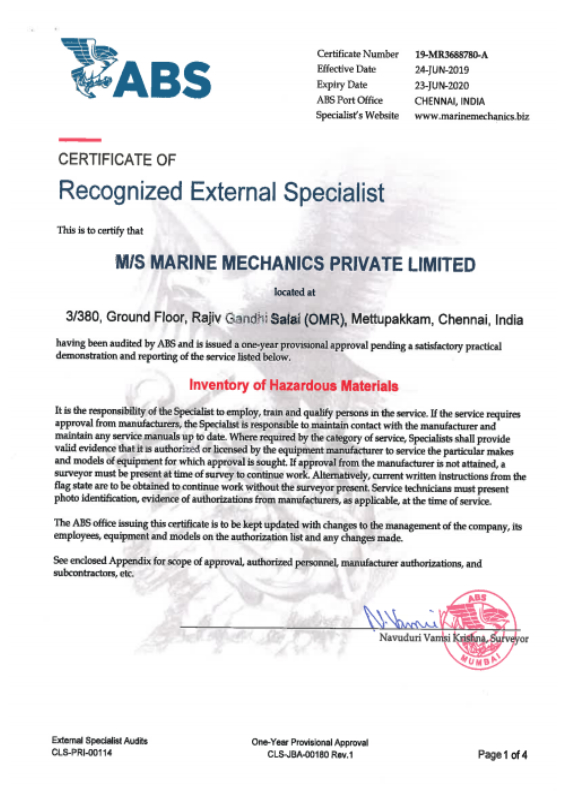 ABS
Certificate Number 19-MR3688780-A
Effective Date 24-JUN-2019
Expiry Date 23-JUN-2020
ABS Port Office CHENNAI, INDIA
Specialist's Website www.marinemechanics.biz
CERTIFICATE OF
Recognized External Specialist
This is to certify that
M/S MARINE MECHANICS PRIVATE LIMITED
located at
3/380, Ground Floor, Rajiv Gandhi Salai (OMR), Mettupakkam, Chennai, India
having been audited by ABS and is issued a one-year provisional approval pending a satisfactory practical
demonstration and reporting of the service listed below.
Inventory of Hazardous Materials
It is the responsibility of the Specialist to employ, train and qualify persons in the service. If the service requires
approval from manufacturers, the Specialist is responsible to maintain contact with the manufacturer and
maintain any service manuals up to date. Where required by the category of service, Specialists shall provide
valid evidence that it is authorized or licensed by the equipment manufacturer to service the particular makes
and models of equipment for which approval is sought. If approval from the manufacturer is not attained, a
surveyor must be present at time of survey to continue work. Alternatively, current written instructions from the
flag state are to be obtained to continue work without the surveyor present. Service technicians must present
photo identification, evidence of authorizations from manufacturers, as applicable, at the time of service.
The ABS office issuing this certificate is to be kept updated with changes to the management of the company, its
employees, equipment and models on the authorization list and any changes made.
See enclosed Appendix for scope of approval, authorized personnel, manufacturer authorizations, and
subcontractors, etc.
ABS
N. Vamsi
Navuduri Vamsi Krishna, Surveyor
MUMBAI
External Specialist Audits
CLS-PRI-00114
One-Year Provisional Approval
CLS-JBA-00180 Rev.1
Page 1 of 4